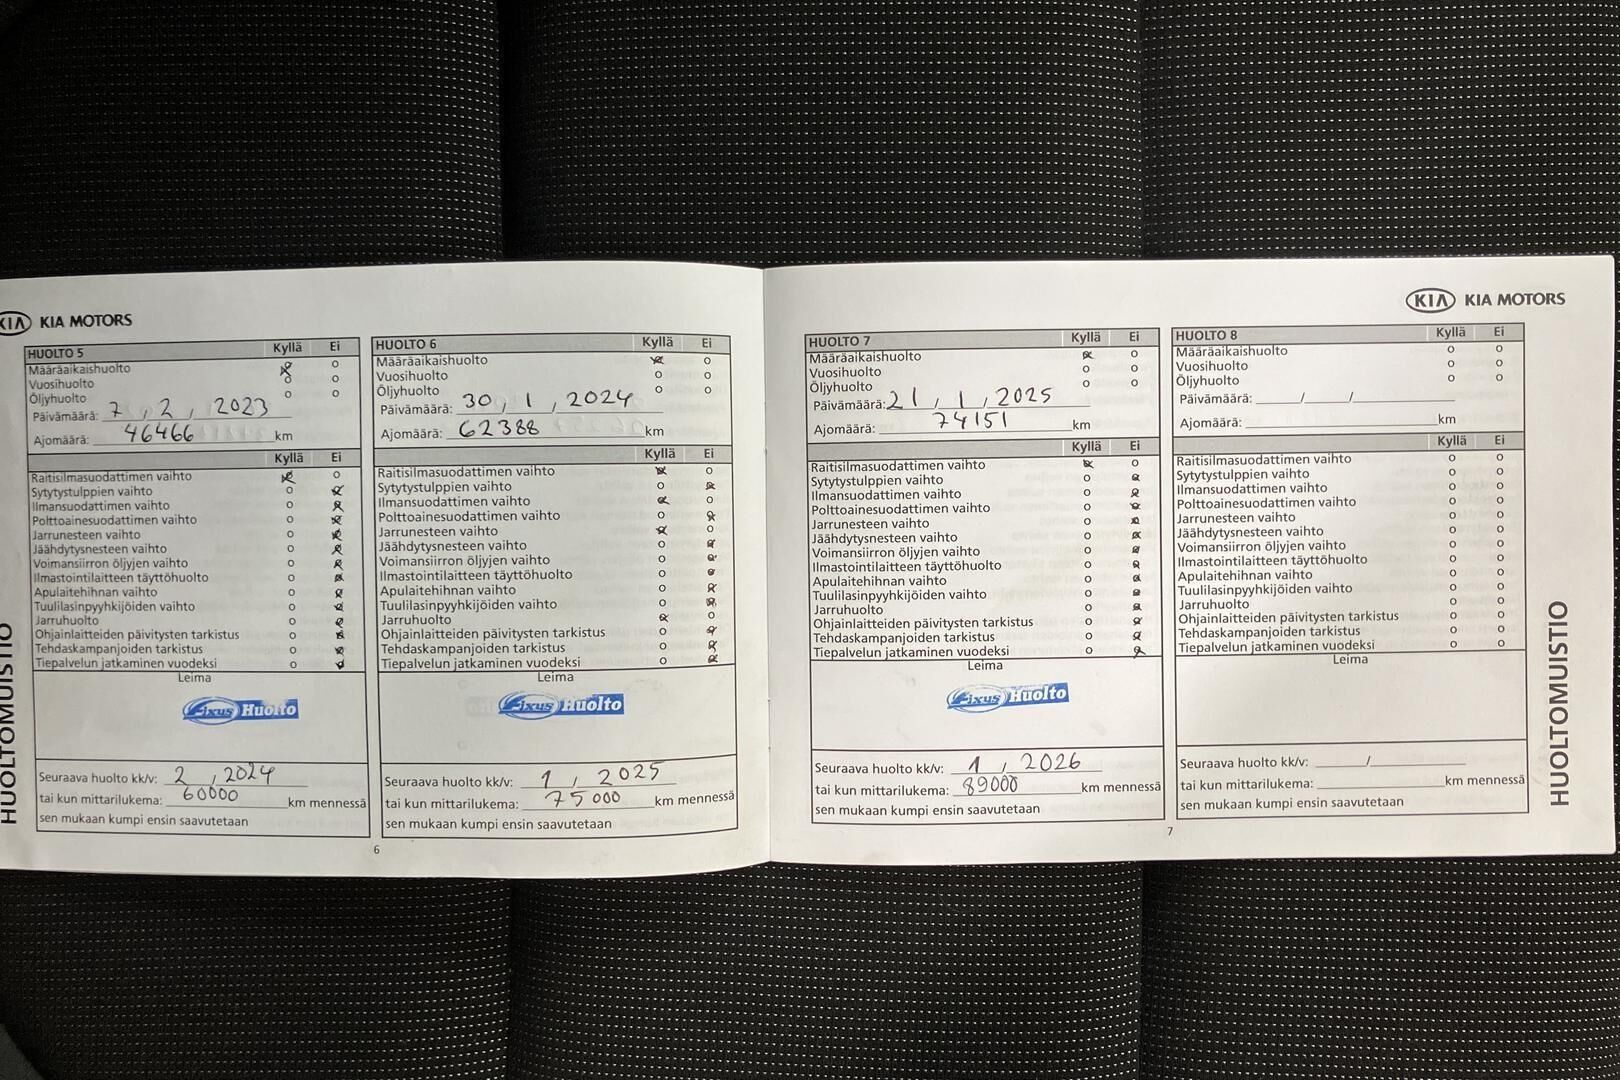 KIA KIA MOTORS
HUOLTO 5 Kyllä Ei
Määräaikaishuolto
Vuosihuolto
Öljyhuolto
Päivämäärä: 7 , 2 , 2023
Ajomäärä: 46466 km
Kyllä Ei
Raitisilmasuodattimen vaihto
Sytytystulppien vaihto
Ilmansuodattimen vaihto
Polttoainesuodattimen vaihto
Jarrunesteen vaihto
Jäähdytysnesteen vaihto
Voimansiirron öljyjen vaihto
Ilmastointilaitteen täyttöhuolto
Apulaitehihnan vaihto
Tuulilasinpyyhkijöiden vaihto
Jarruhuolto
Ohjainlaitteiden päivitysten tarkistus
Tehdaskampanjoiden tarkistus
Tiepalvelun jatkaminen vuodeksi
Leima
Fixus Huolto
Seuraava huolto kk/v: 2 , 2024
tai kun mittarilukema: 60000 km mennessä
sen mukaan kumpi ensin saavutetaan
HUOLTO 6 Kyllä Ei
Määräaikaishuolto
Vuosihuolto
Öljyhuolto
Päivämäärä: 30 , 1 , 2024
Ajomäärä: 62388 km
Kyllä Ei
Raitisilmasuodattimen vaihto
Sytytystulppien vaihto
Ilmansuodattimen vaihto
Polttoainesuodattimen vaihto
Jarrunesteen vaihto
Jäähdytysnesteen vaihto
Voimansiirron öljyjen vaihto
Ilmastointilaitteen täyttöhuolto
Apulaitehihnan vaihto
Tuulilasinpyyhkijöiden vaihto
Jarruhuolto
Ohjainlaitteiden päivitysten tarkistus
Tehdaskampanjoiden tarkistus
Tiepalvelun jatkaminen vuodeksi
Leima
Fixus Huolto
Seuraava huolto kk/v: 1 , 2025
tai kun mittarilukema: 75000 km mennessä
sen mukaan kumpi ensin saavutetaan
HUOLTOMUISTIO
6
KIA KIA MOTORS
HUOLTO 7 Kyllä Ei
Määräaikaishuolto
Vuosihuolto
Öljyhuolto
Päivämäärä: 21 , 1 , 2025
Ajomäärä: 74151 km
Kyllä Ei
Raitisilmasuodattimen vaihto
Sytytystulppien vaihto
Ilmansuodattimen vaihto
Polttoainesuodattimen vaihto
Jarrunesteen vaihto
Jäähdytysnesteen vaihto
Voimansiirron öljyjen vaihto
Ilmastointilaitteen täyttöhuolto
Apulaitehihnan vaihto
Tuulilasinpyyhkijöiden vaihto
Jarruhuolto
Ohjainlaitteiden päivitysten tarkistus
Tehdaskampanjoiden tarkistus
Tiepalvelun jatkaminen vuodeksi
Leima
Fixus Huolto
Seuraava huolto kk/v: 1 , 2026
tai kun mittarilukema: 89000 km mennessä
sen mukaan kumpi ensin saavutetaan
HUOLTO 8 Kyllä Ei
Määräaikaishuolto
Vuosihuolto
Öljyhuolto
Päivämäärä: / /
Ajomäärä: km
Kyllä Ei
Raitisilmasuodattimen vaihto
Sytytystulppien vaihto
Ilmansuodattimen vaihto
Polttoainesuodattimen vaihto
Jarrunesteen vaihto
Jäähdytysnesteen vaihto
Voimansiirron öljyjen vaihto
Ilmastointilaitteen täyttöhuolto
Apulaitehihnan vaihto
Tuulilasinpyyhkijöiden vaihto
Jarruhuolto
Ohjainlaitteiden päivitysten tarkistus
Tehdaskampanjoiden tarkistus
Tiepalvelun jatkaminen vuodeksi
Leima
Seuraava huolto kk/v: /
tai kun mittarilukema: km mennessä
sen mukaan kumpi ensin saavutetaan
HUOLTOMUISTIO
7